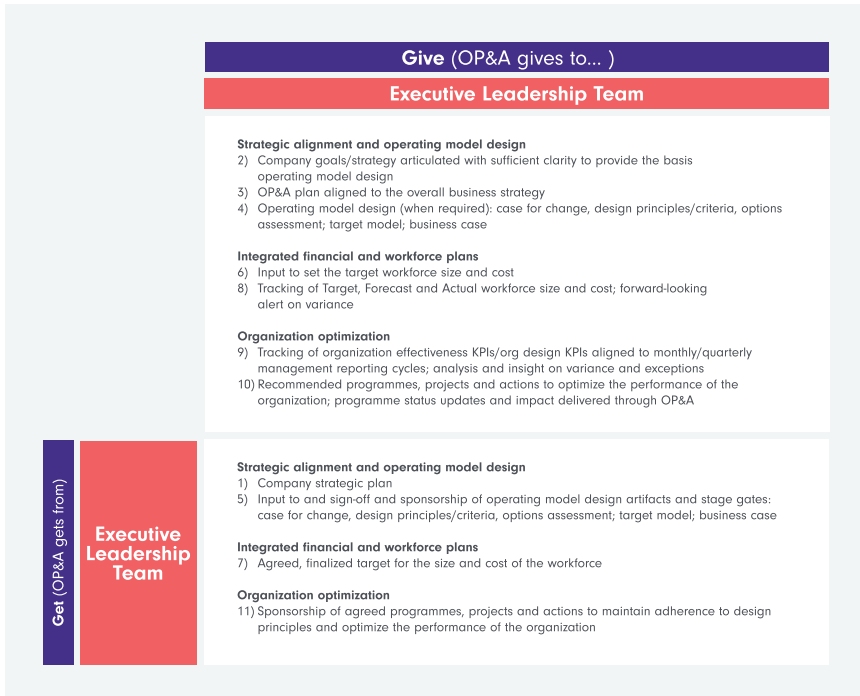 Give (OP&A gives to... )
Executive Leadership Team
Strategic alignment and operating model design
2) Company goals/strategy articulated with sufficient clarity to provide the basis
operating model design
3) OP&A plan aligned to the overall business strategy
4) Operating model design (when required): case for change, design principles/criteria, options
assessment; target model; business case
Integrated financial and workforce plans
6) Input to set the target workforce size and cost
8) Tracking of Target, Forecast and Actual workforce size and cost; forward-looking
alert on variance
Organization optimization
9) Tracking of organization effectiveness KPIs/org design KPIs aligned to monthly/quarterly
management reporting cycles; analysis and insight on variance and exceptions
10) Recommended programmes, projects and actions to optimize the performance of the
organization; programme status updates and impact delivered through OP&A
Get (OP&A gets from)
Executive
Leadership
Team
Strategic alignment and operating model design
1) Company strategic plan
5) Input to and sign-off and sponsorship of operating model design artifacts and stage gates:
case for change, design principles/criteria, options assessment; target model; business case
Integrated financial and workforce plans
7) Agreed, finalized target for the size and cost of the workforce
Organization optimization
11) Sponsorship of agreed programmes, projects and actions to maintain adherence to design
principles and optimize the performance of the organization